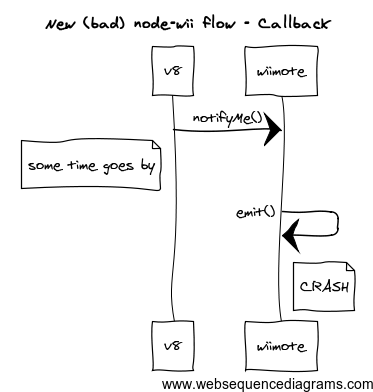 New (bad) node-wii flow - Callback
v8
wiimote
notifyMe()
some time goes by
emit()
CRASH
v8
wiimote
www.websequencediagrams.com